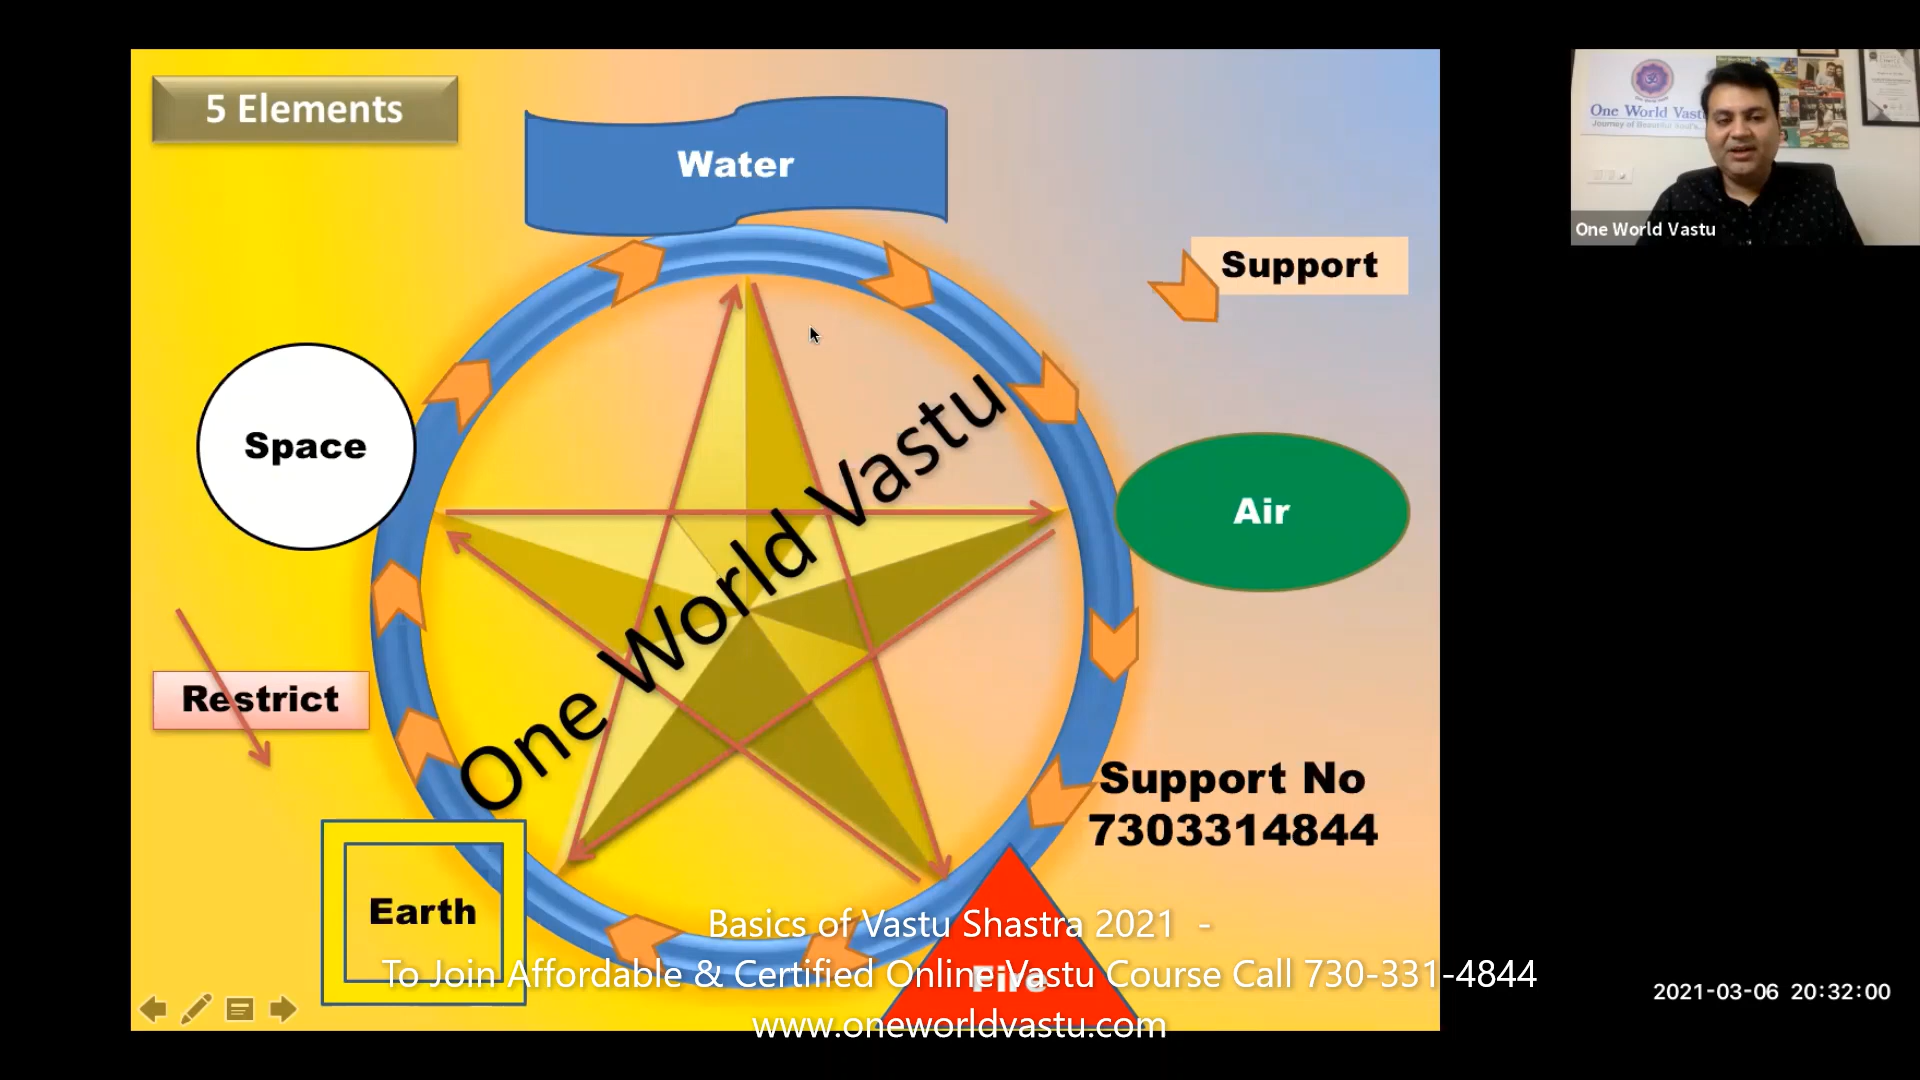 5 Elements
Water
One World Vastu
Journey of Beautiful Soul's...
One World Vastu
Support
Space
Air
One World Vastu
Restrict
Support No
7303314844
Earth
Fire
Basics of Vastu Shastra 2021 -
To Join Affordable & Certified Online Vastu Course Call 730-331-4844
www.oneworldvastu.com
2021-03-06 20:32:00